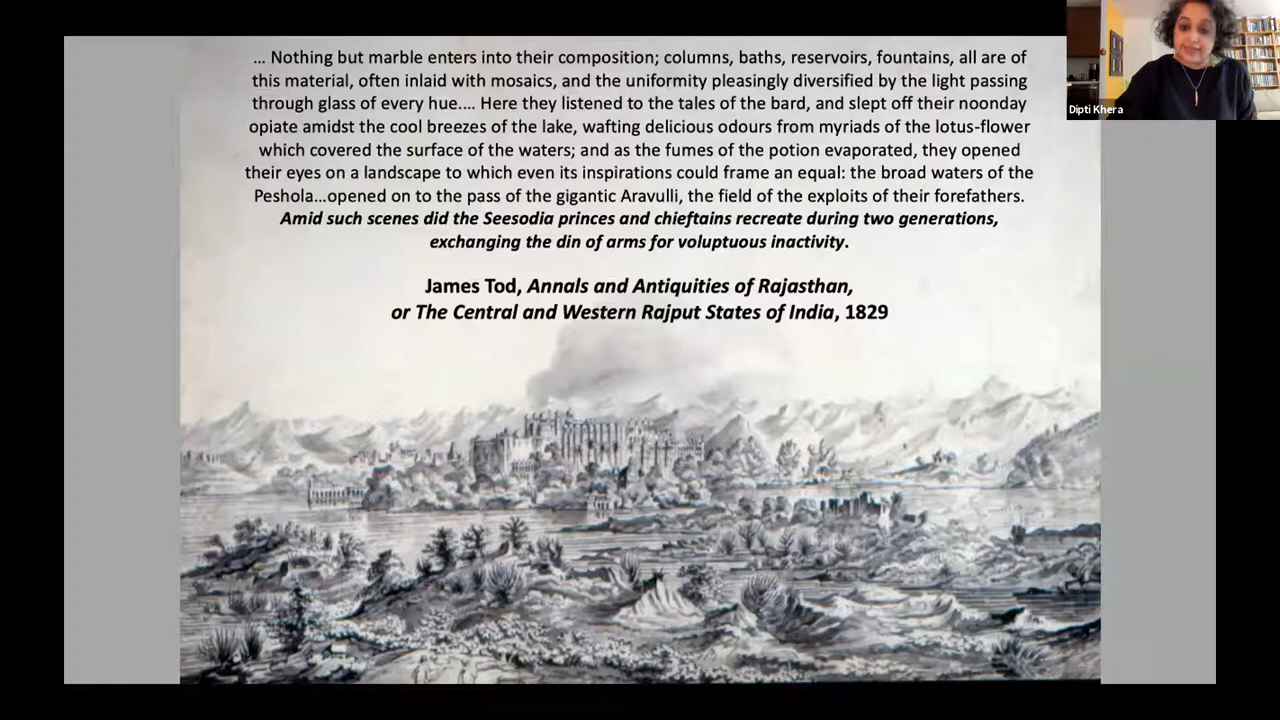 ... Nothing but marble enters into their composition; columns, baths, reservoirs, fountains, all are of
this material, often inlaid with mosaics, and the uniformity pleasingly diversified by the light passing
through glass of every hue.... Here they listened to the tales of the bard, and slept off their noonday
opiate amidst the cool breezes of the lake, wafting delicious odours from myriads of the lotus-flower
which covered the surface of the waters; and as the fumes of the potion evaporated, they opened
their eyes on a landscape to which even its inspirations could frame an equal: the broad waters of the
Peshola...opened on to the pass of the gigantic Aravulli, the field of the exploits of their forefathers.
Amid such scenes did the Seesodia princes and chieftains recreate during two generations,
exchanging the din of arms for voluptuous inactivity.
James Tod, Annals and Antiquities of Rajasthan,
or The Central and Western Rajput States of India, 1829
Dipti Khera